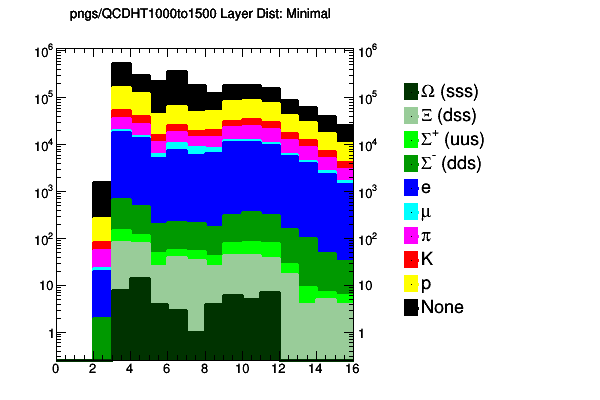 pngs/QCDHT1000to1500 Layer Dist: Minimal
10⁶ 10⁶
10⁵ 10⁵
10⁴ 10⁴
10³ 10³
10² 10²
10 10
1 1
0 2 4 6 8 10 12 14 16
Ω (sss)
Ξ (dss)
Σ⁺ (uus)
Σ⁻ (dds)
e
μ
π
K
p
None